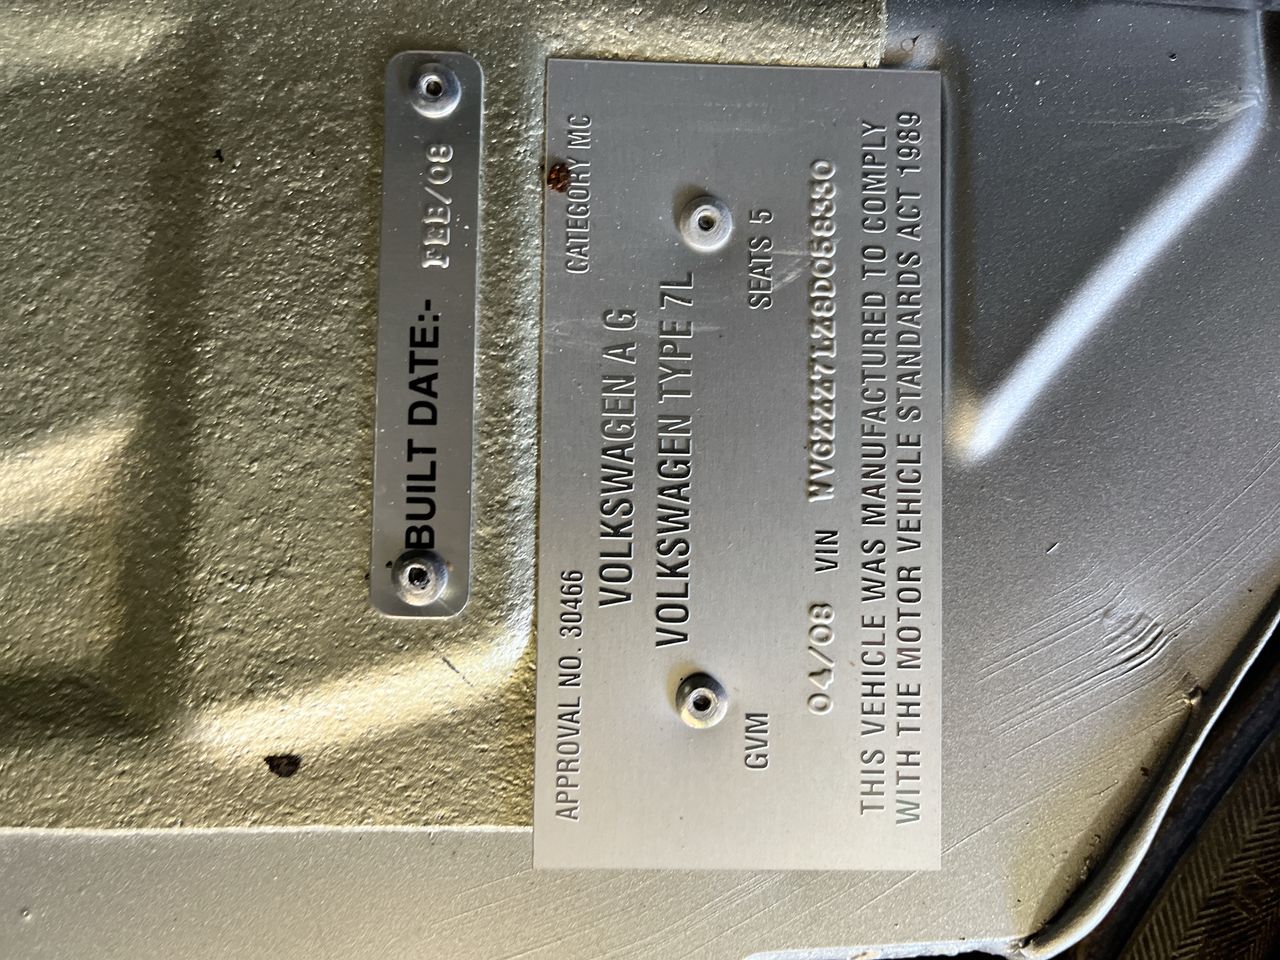 BUILT DATE:- FEB/08
APPROVAL NO. 30466 CATEGORY MC
VOLKSWAGEN A G
VOLKSWAGEN TYPE 7L
GVM SEATS 5
04/08 VIN WVGZZZ7LZ8D058330
THIS VEHICLE WAS MANUFACTURED TO COMPLY
WITH THE MOTOR VEHICLE STANDARDS ACT 1989